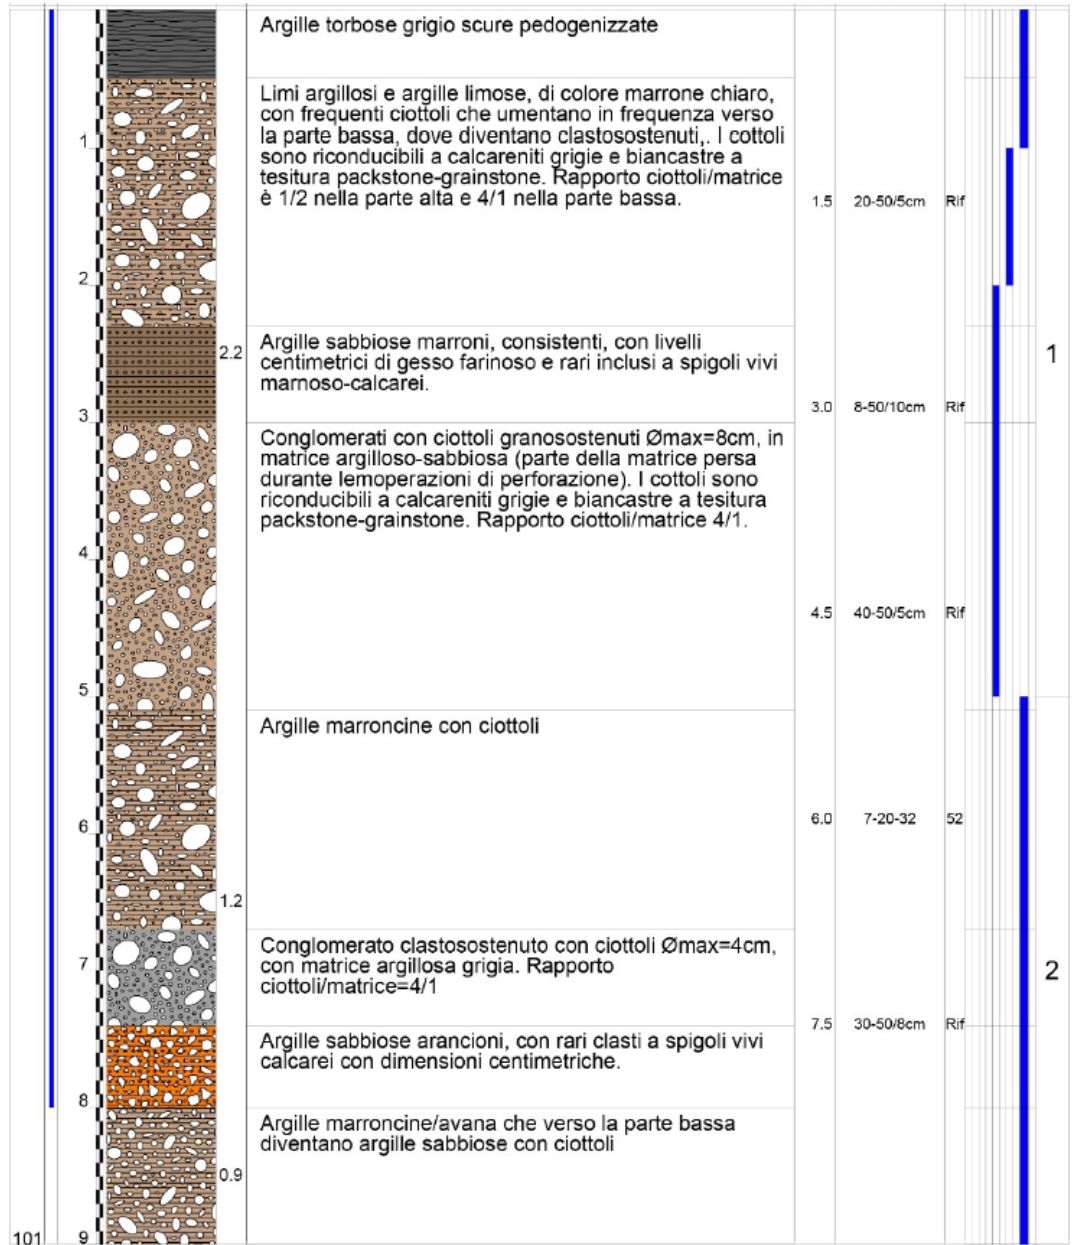 Argille torbose grigio scure pedogenizzate
Limi argillosi e argille limose, di colore marrone chiaro,
con frequenti ciottoli che umentano in frequenza verso
la parte bassa, dove diventano clastosostenuti,. I cottoli
sono riconducibili a calcareniti grigie e biancastre a
tesitura packstone-grainstone. Rapporto ciottoli/matrice
è 1/2 nella parte alta e 4/1 nella parte bassa.
1
1.5 20-50/5cm Rif
2
Argille sabbiose marroni, consistenti, con livelli
centimetrici di gesso farinoso e rari inclusi a spigoli vivi
marnoso-calcarei.
2.2
1
3.0 8-50/10cm Rif
3
Conglomerati con ciottoli granosostenuti Ømax=8cm, in
matrice argilloso-sabbiosa (parte della matrice persa
durante lemoperazioni di perforazione). I cottoli sono
riconducibili a calcareniti grigie e biancastre a tesitura
packstone-grainstone. Rapporto ciottoli/matrice 4/1.
4
4.5 40-50/5cm Rif
5
Argille marroncine con ciottoli
6
6.0 7-20-32 52
1.2
Conglomerato clastosostenuto con ciottoli Ømax=4cm,
con matrice argillosa grigia. Rapporto
ciottoli/matrice=4/1
7
2
7.5 30-50/8cm Rif
Argille sabbiose arancioni, con rari clasti a spigoli vivi
calcarei con dimensioni centimetriche.
8
Argille marroncine/avana che verso la parte bassa
diventano argille sabbiose con ciottoli
0.9
101 9